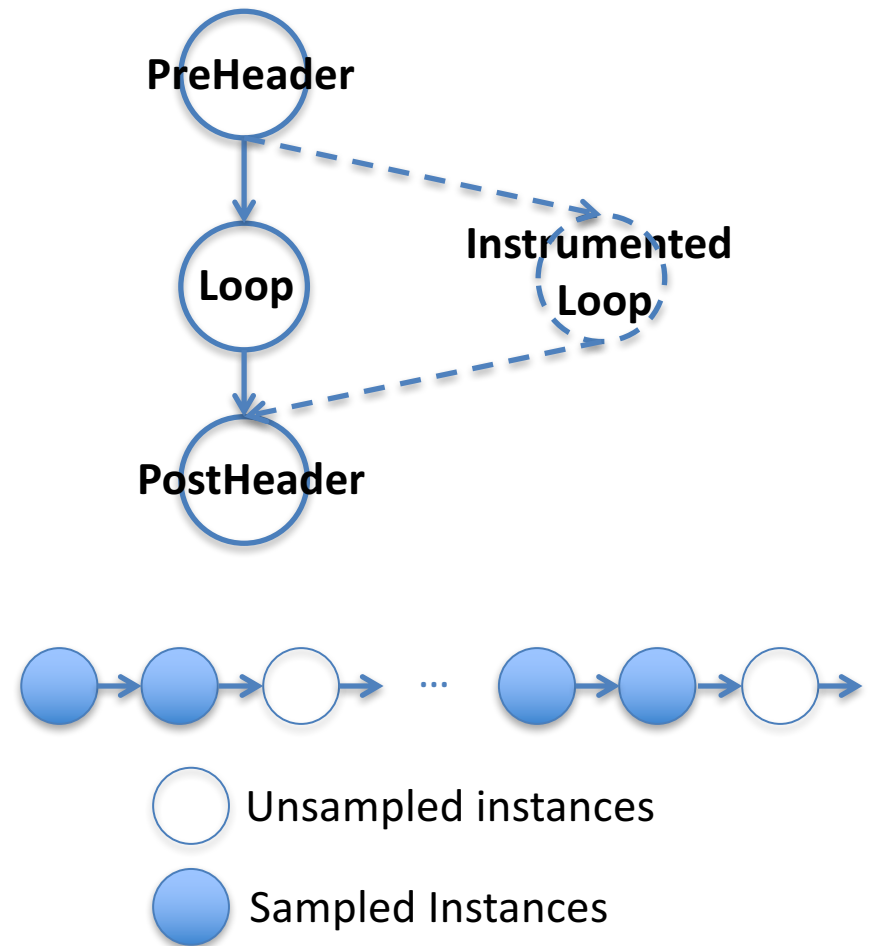 PreHeader
Loop
Instrumented
Loop
PostHeader
...
Unsampled instances
Sampled Instances